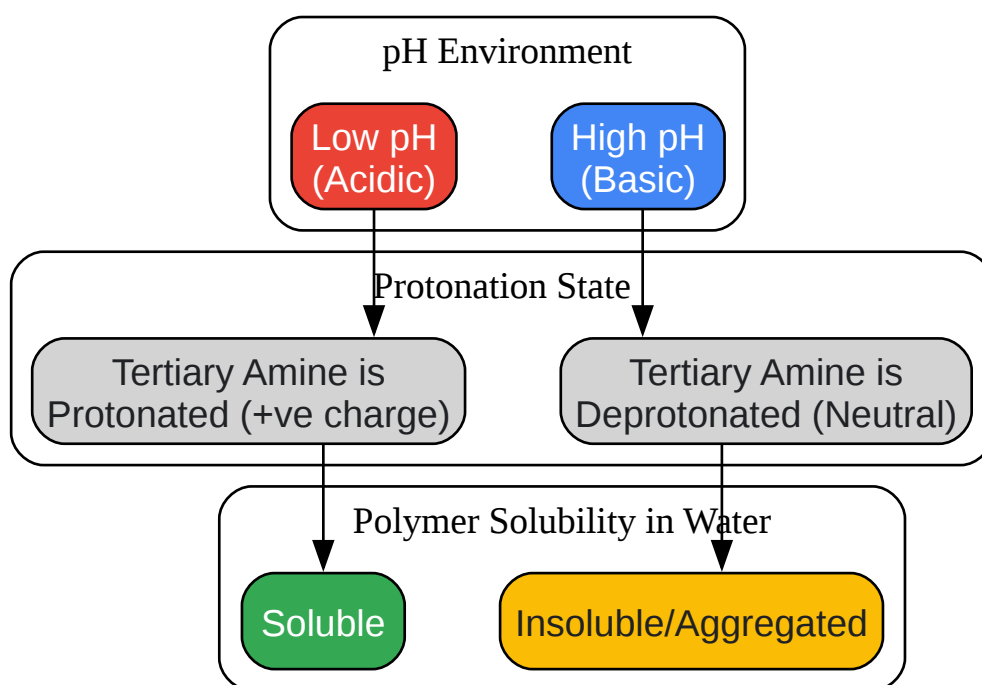 pH Environment
Low pH
(Acidic)
High pH
(Basic)
Protonation State
Tertiary Amine is
Protonated (+ve charge)
Tertiary Amine is
Deprotonated (Neutral)
Polymer Solubility in Water
Soluble
Insoluble/Aggregated